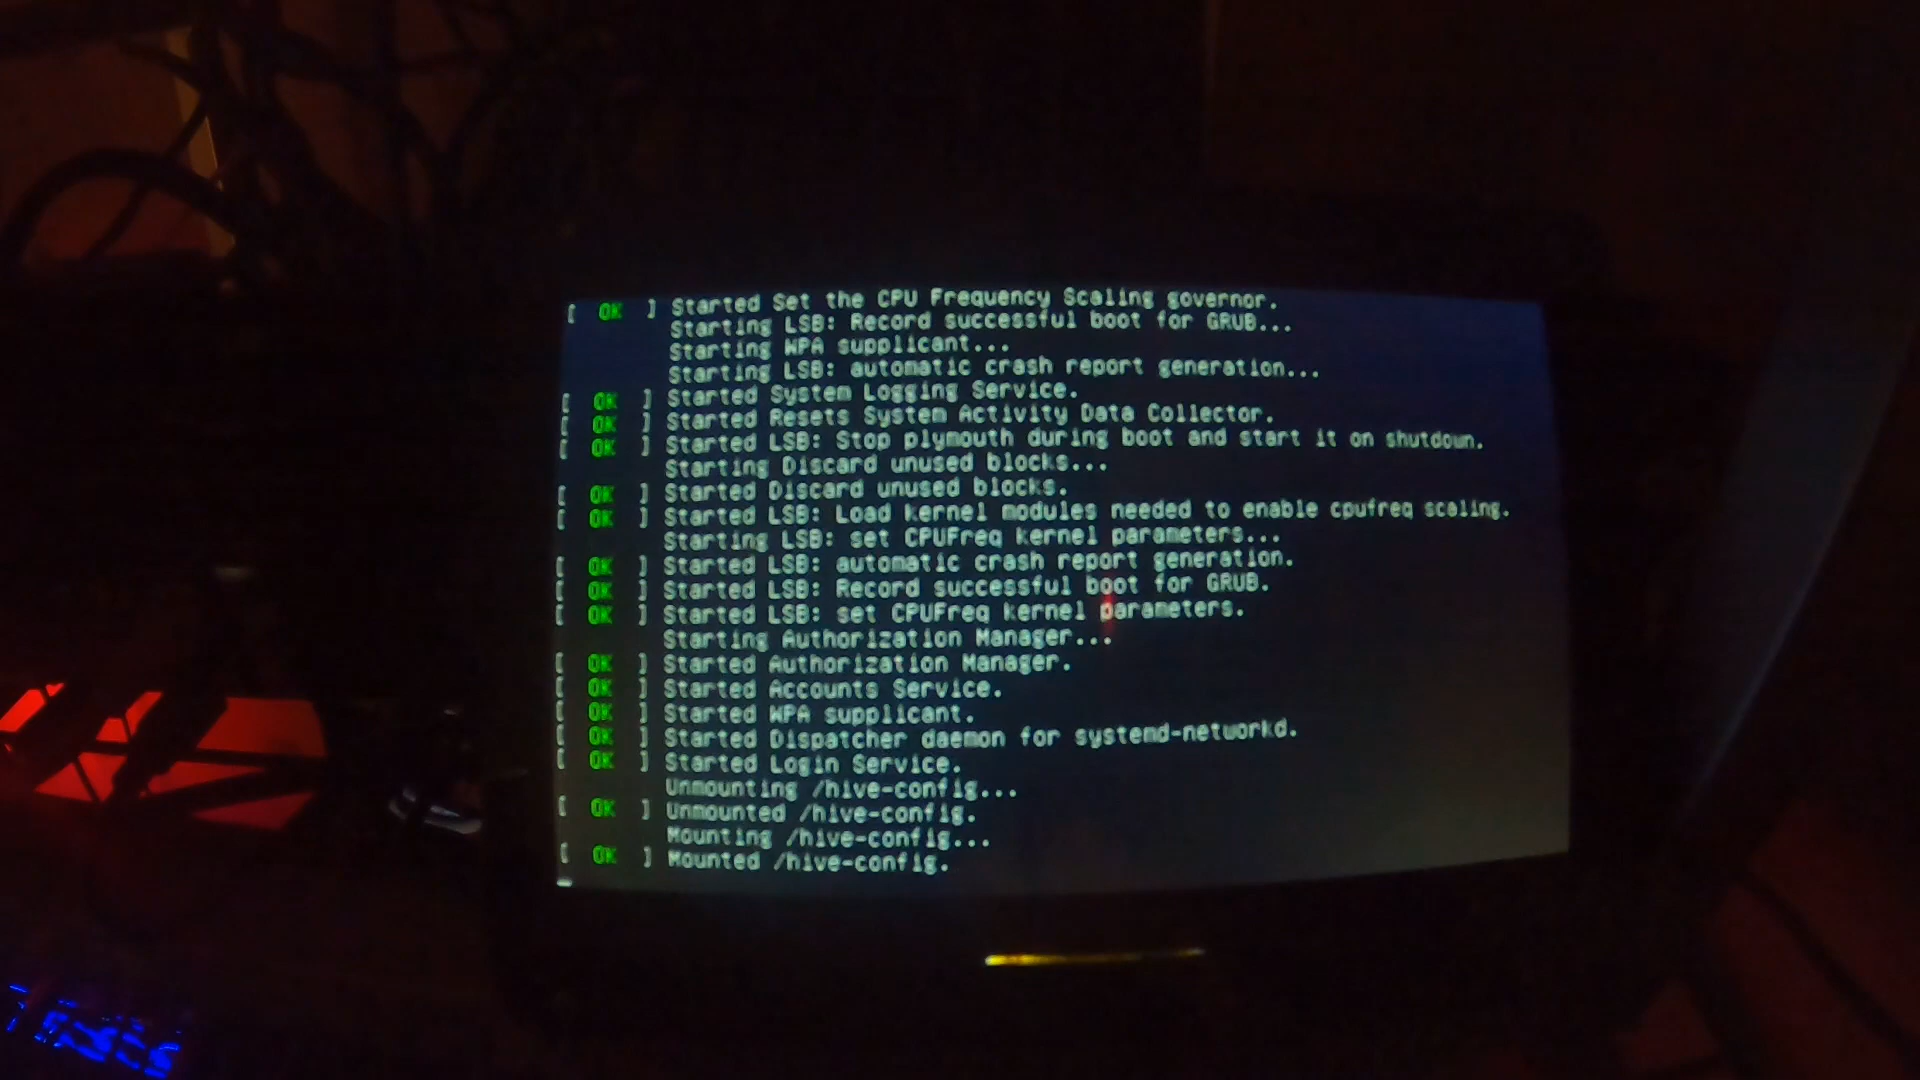 [ OK ] Started Set the CPU Frequency Scaling governor.
Starting LSB: Record successful boot for GRUB...
Starting WPA supplicant...
Starting LSB: automatic crash report generation...
[ OK ] Started System Logging Service.
[ OK ] Started Resets System Activity Data Collector.
[ OK ] Started LSB: Stop plymouth during boot and start it on shutdown.
Starting Discard unused blocks...
[ OK ] Started Discard unused blocks.
[ OK ] Started LSB: Load kernel modules needed to enable cpufreq scaling.
Starting LSB: set CPUFreq kernel parameters...
[ OK ] Started LSB: automatic crash report generation.
[ OK ] Started LSB: Record successful boot for GRUB.
[ OK ] Started LSB: set CPUFreq kernel parameters.
Starting Authorization Manager...
[ OK ] Started Authorization Manager.
[ OK ] Started Accounts Service.
[ OK ] Started WPA supplicant.
[ OK ] Started Dispatcher daemon for systemd-networkd.
[ OK ] Started Login Service.
Unmounting /hive-config...
[ OK ] Unmounted /hive-config.
Mounting /hive-config...
[ OK ] Mounted /hive-config.